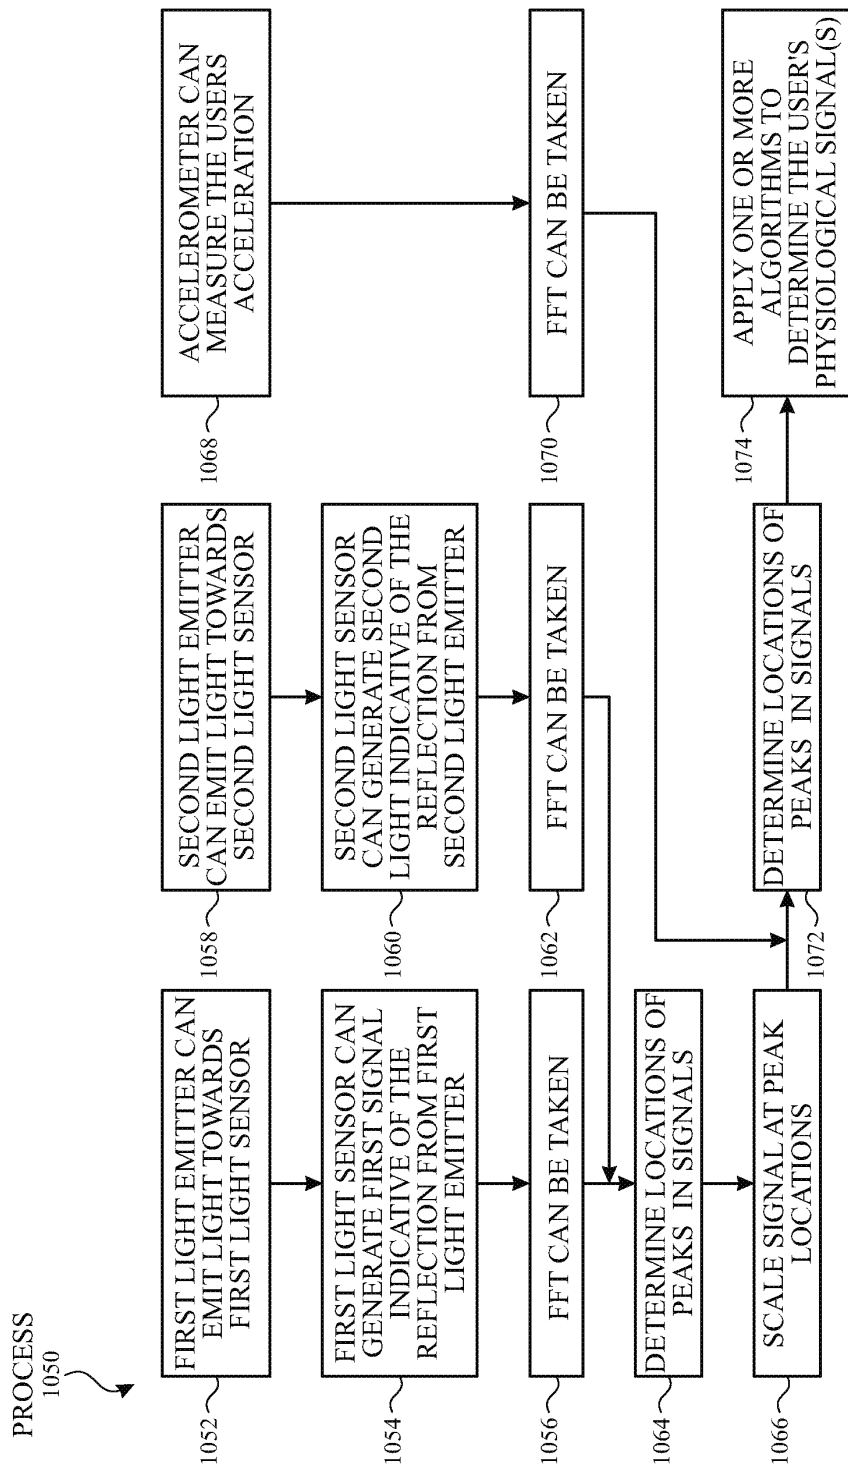 PROCESS
1050
1052
FIRST LIGHT EMITTER CAN
EMIT LIGHT TOWARDS
FIRST LIGHT SENSOR
1054
FIRST LIGHT SENSOR CAN
GENERATE FIRST SIGNAL
INDICATIVE OF THE
REFLECTION FROM FIRST
LIGHT EMITTER
1056
FFT CAN BE TAKEN
1058
SECOND LIGHT EMITTER
CAN EMIT LIGHT TOWARDS
SECOND LIGHT SENSOR
1060
SECOND LIGHT SENSOR
CAN GENERATE SECOND
LIGHT INDICATIVE OF THE
REFLECTION FROM
SECOND LIGHT EMITTER
1062
FFT CAN BE TAKEN
1064
DETERMINE LOCATIONS OF
PEAKS IN SIGNALS
1066
SCALE SIGNAL AT PEAK
LOCATIONS
1068
ACCELEROMETER CAN
MEASURE THE USERS
ACCELERATION
1070
FFT CAN BE TAKEN
1072
DETERMINE LOCATIONS OF
PEAKS IN SIGNALS
1074
APPLY ONE OR MORE
ALGORITHMS TO
DETERMINE THE USER'S
PHYSIOLOGICAL SIGNAL(S)